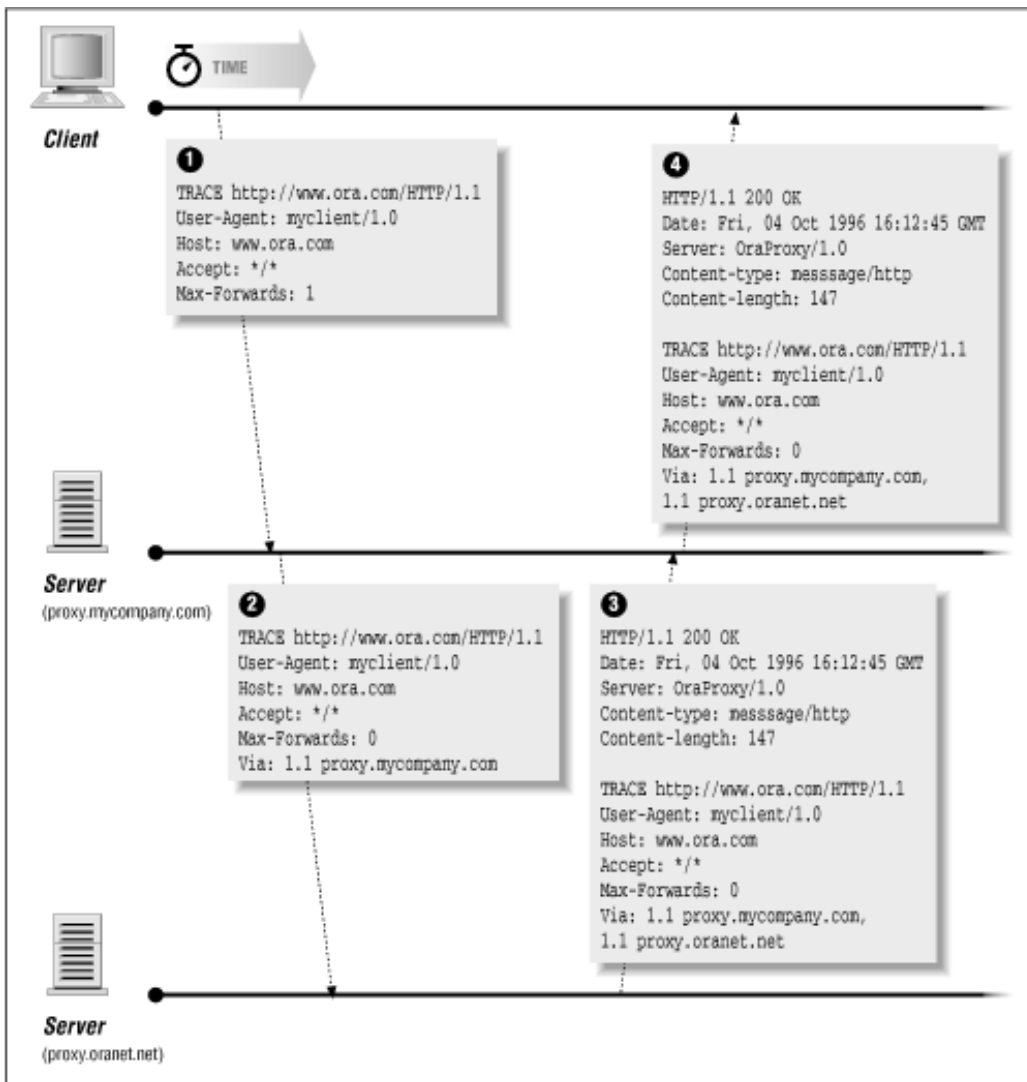 TIME
Client
1
TRACE http://www.ora.com/HTTP/1.1
User-Agent: myclient/1.0
Host: www.ora.com
Accept: */*
Max-Forwards: 1
4
HTTP/1.1 200 OK
Date: Fri, 04 Oct 1996 16:12:45 GMT
Server: OraProxy/1.0
Content-type: messsage/http
Content-length: 147
TRACE http://www.ora.com/HTTP/1.1
User-Agent: myclient/1.0
Host: www.ora.com
Accept: */*
Max-Forwards: 0
Via: 1.1 proxy.mycompany.com,
1.1 proxy.oranet.net
Server
(proxy.mycompany.com)
2
TRACE http://www.ora.com/HTTP/1.1
User-Agent: myclient/1.0
Host: www.ora.com
Accept: */*
Max-Forwards: 0
Via: 1.1 proxy.mycompany.com
3
HTTP/1.1 200 OK
Date: Fri, 04 Oct 1996 16:12:45 GMT
Server: OraProxy/1.0
Content-type: messsage/http
Content-length: 147
TRACE http://www.ora.com/HTTP/1.1
User-Agent: myclient/1.0
Host: www.ora.com
Accept: */*
Max-Forwards: 0
Via: 1.1 proxy.mycompany.com,
1.1 proxy.oranet.net
Server
(proxy.oranet.net)